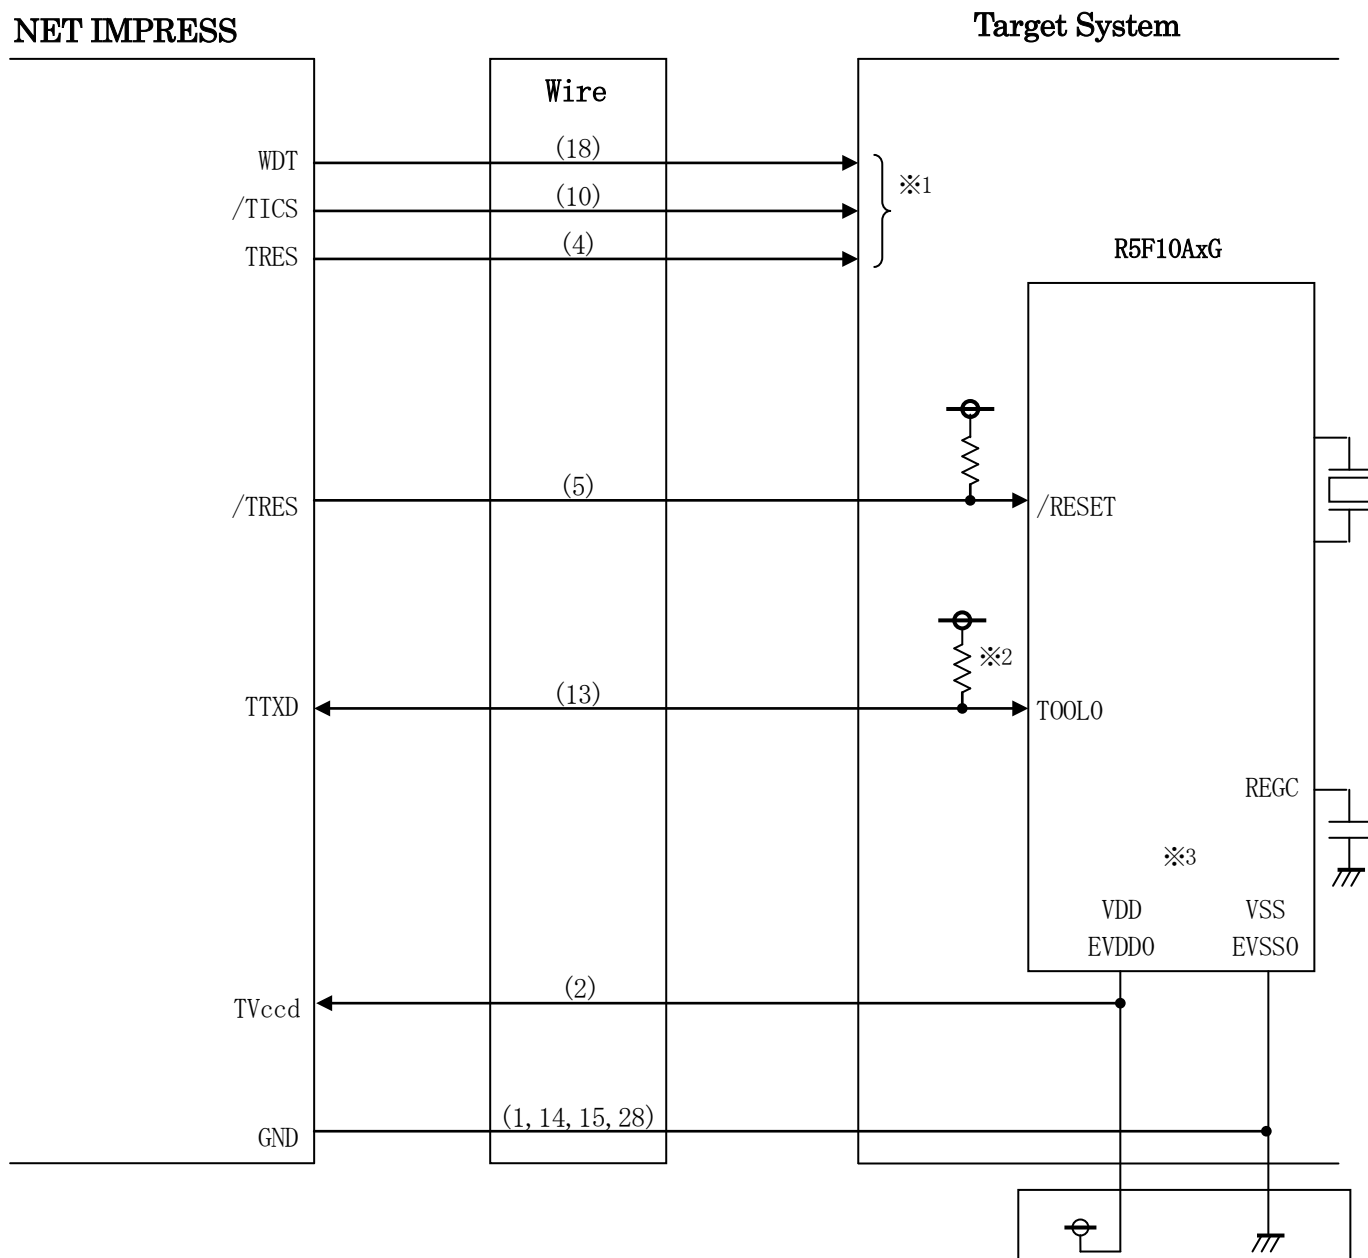 NET IMPRESS
Target System
Wire
WDT
(18)
※1
/TICS
(10)
TRES
(4)
R5F10AxG
/TRES
(5)
/RESET
※2
TTXD
(13)
TOOL0
REGC
※3
VDD
VSS
EVDD0
EVSS0
TVccd
(2)
GND
(1,14,15,28)